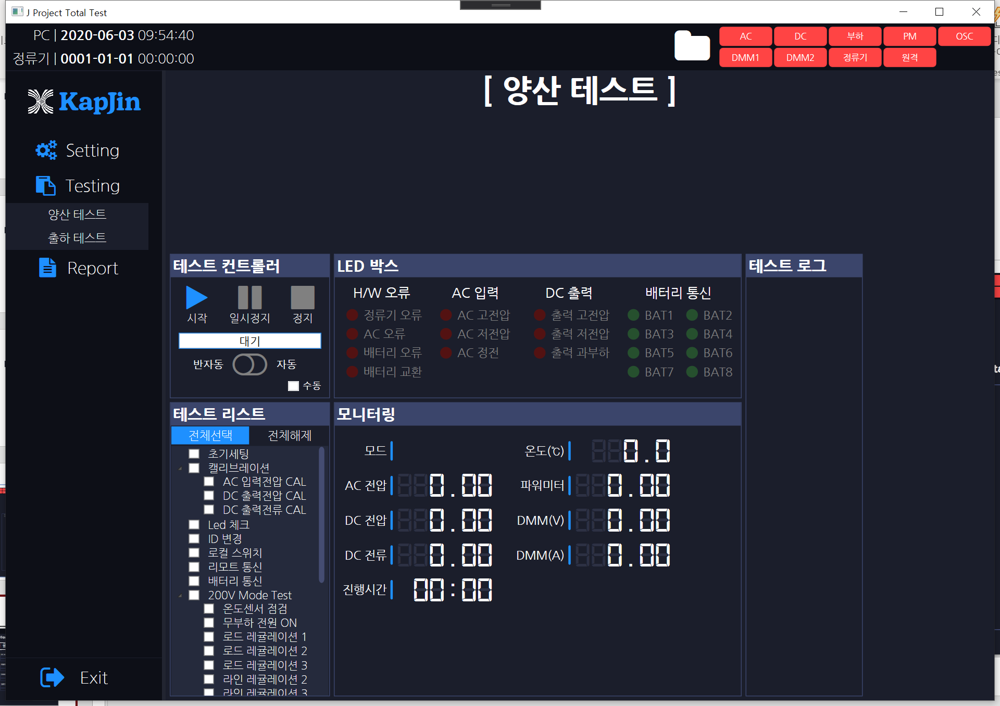 J Project Total Test
PC | 2020-06-03 09:54:40
정류기 | 0001-01-01 00:00:00
AC DC 부하 PM OSC
DMM1 DMM2 정류기 원격
KapJin
Setting
Testing
양산 테스트
출하 테스트
Report
Exit
[ 양산 테스트 ]
테스트 컨트롤러
시작 일시정지 정지
대기
반자동 자동
수동
LED 박스
H/W 오류 AC 입력 DC 출력 배터리 통신
정류기 오류 AC 고전압 출력 고전압 BAT1 BAT2
AC 오류 AC 저전압 출력 저전압 BAT3 BAT4
배터리 오류 AC 정전 출력 과부하 BAT5 BAT6
배터리 교환 BAT7 BAT8
테스트 로그
테스트 리스트
전체선택 전체해제
초기세팅
캘리브레이션
AC 입력전압 CAL
DC 출력전압 CAL
DC 출력전류 CAL
Led 체크
ID 변경
로컬 스위치
리모트 통신
배터리 통신
200V Mode Test
온도센서 점검
무부하 전원 ON
로드 레귤레이션 1
로드 레귤레이션 2
로드 레귤레이션 3
라인 레귤레이션 2
라인 레귤레이션 3
모니터링
모드 온도(℃) 0.0
AC 전압 0.00 파워미터 0.00
DC 전압 0.00 DMM(V) 0.00
DC 전류 0.00 DMM(A) 0.00
진행시간 00:00